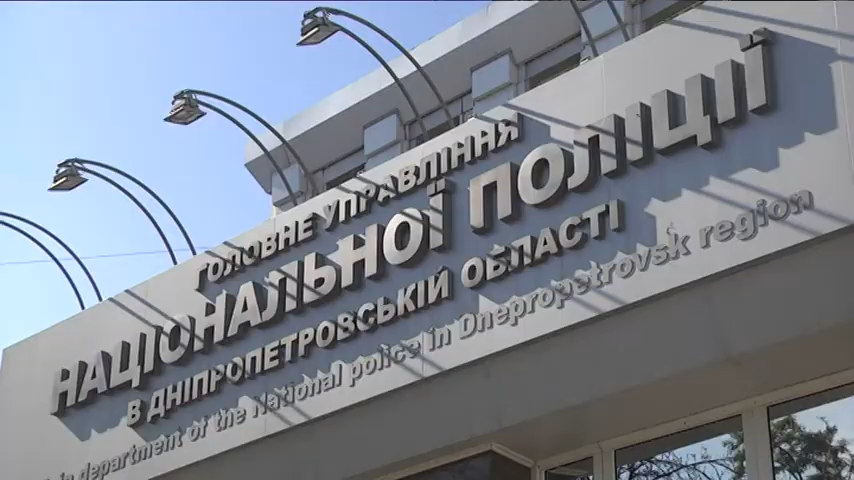 ГОЛОВНЕ УПРАВЛІННЯ
НАЦІОНАЛЬНОЇ ПОЛІЦІЇ
В ДНІПРОПЕТРОВСЬКІЙ ОБЛАСТІ
department of the National police in Dnepropetrovsk region